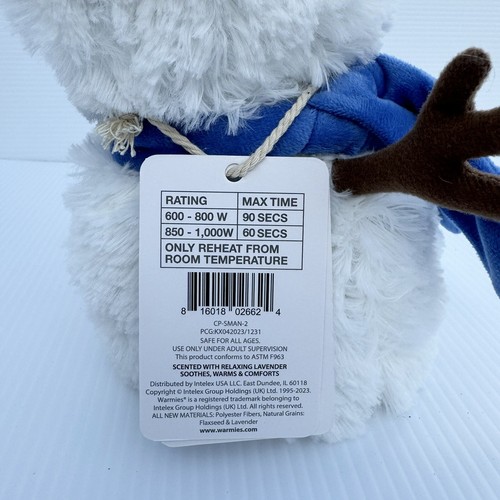 RATING MAX TIME
600 - 800 W 90 SECS
850 - 1,000W 60 SECS
ONLY REHEAT FROM
ROOM TEMPERATURE
8 16018 02662 4
CP-SMAN-2
PCG:KX042023/1231
SAFE FOR ALL AGES.
USE ONLY UNDER ADULT SUPERVISION
This product conforms to ASTM F963
SCENTED WITH RELAXING LAVENDER
SOOTHES, WARMS & COMFORTS
Distributed by Intelex USA LLC. East Dundee, IL 60118
Copyright © Intelex Group Holdings (UK) Ltd. 1995-2023.
Warmies® is a registered trademark belonging to
Intelex Group Holdings (UK) Ltd. All rights reserved.
ALL NEW MATERIALS: Polyester Fibers, Natural Grains:
Flaxseed & Lavender
www.warmies.com